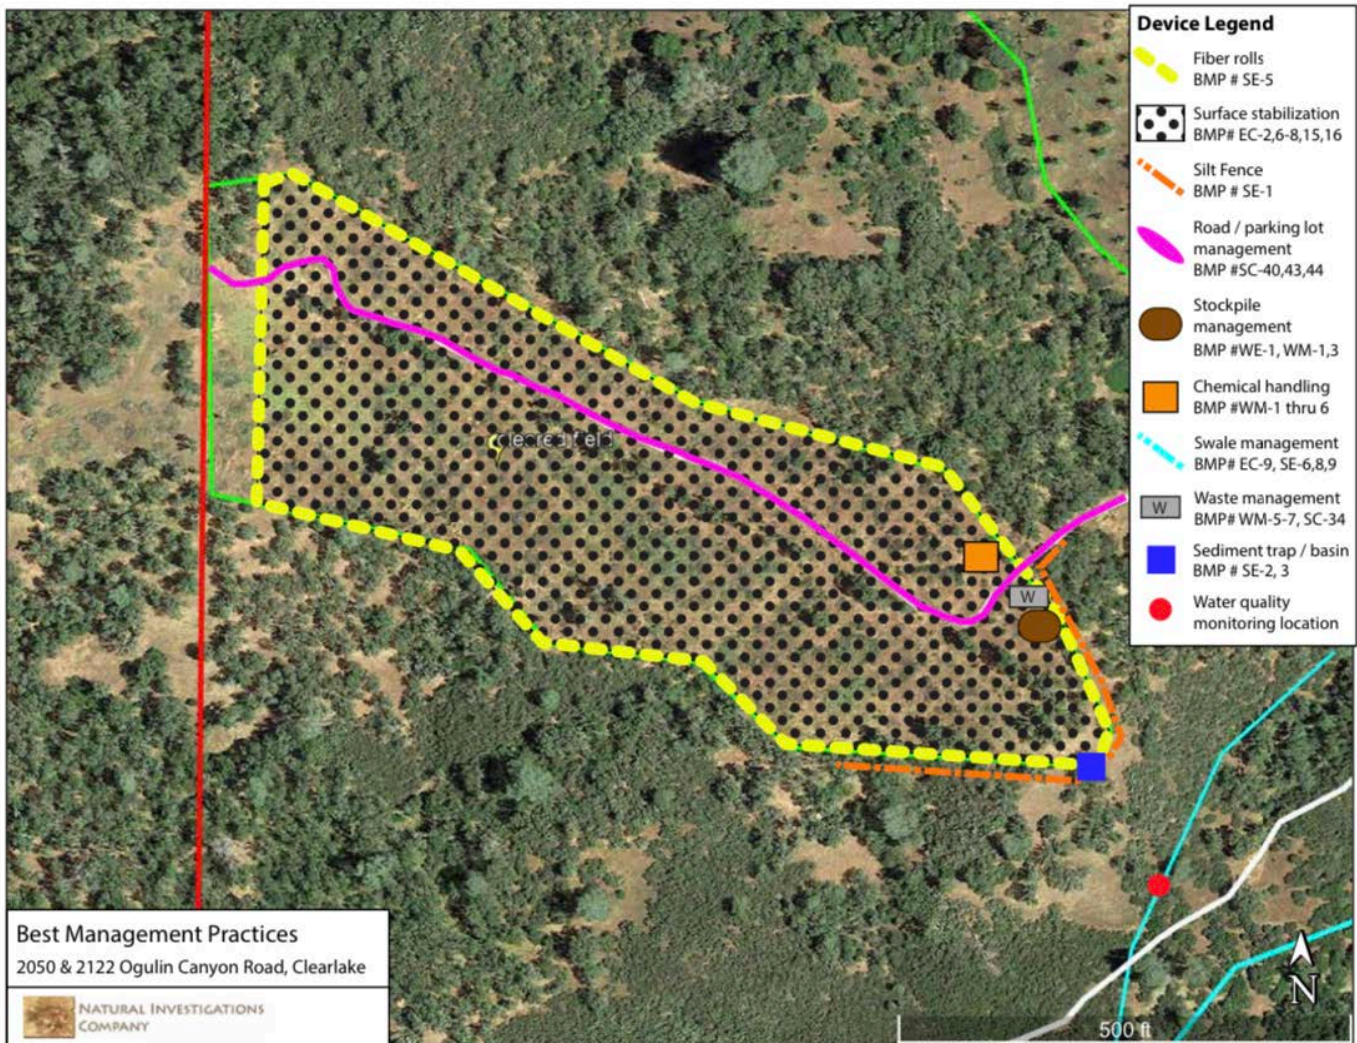 Device Legend
Fiber rolls
BMP # SE-5
Surface stabilization
BMP# EC-2,6-8,15,16
Silt Fence
BMP # SE-1
Road / parking lot
management
BMP #SC-40,43,44
Stockpile
management
BMP #WE-1, WM-1,3
Chemical handling
BMP #WM-1 thru 6
Swale management
BMP# EC-9, SE-6,8,9
W
Waste management
BMP# WM-5-7, SC-34
Sediment trap / basin
BMP # SE-2, 3
Water quality
monitoring location
cleared field
W
Best Management Practices
2050 & 2122 Ogulin Canyon Road, Clearlake
NATURAL INVESTIGATIONS
COMPANY
N
500 ft